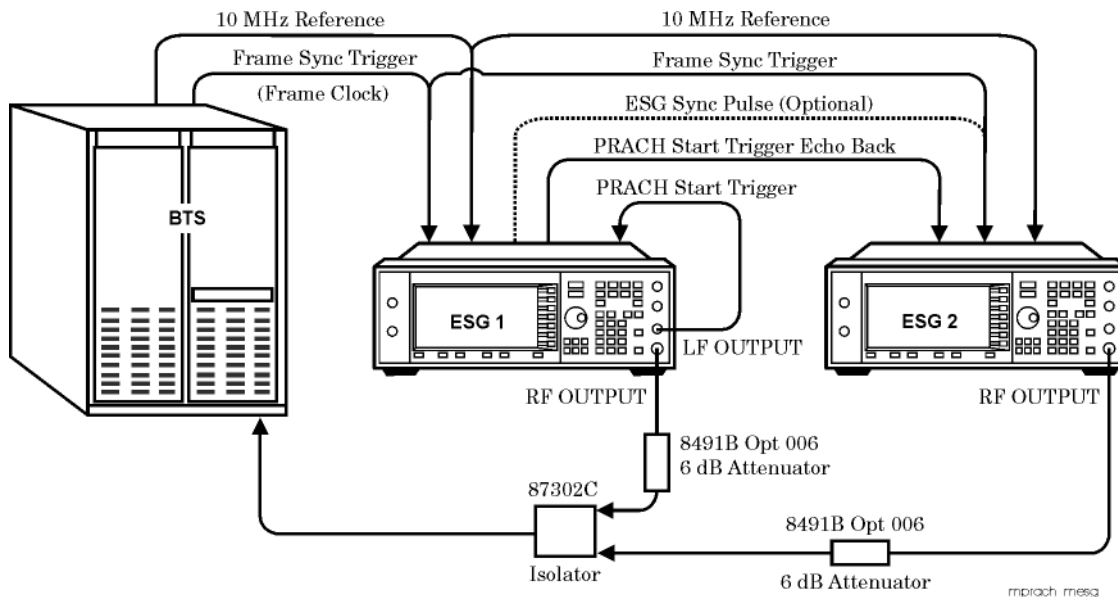 10 MHz Reference
10 MHz Reference
Frame Sync Trigger
(Frame Clock)
Frame Sync Trigger
ESG Sync Pulse (Optional)
PRACH Start Trigger Echo Back
PRACH Start Trigger
BTS
ESG 1
ESG 2
LF OUTPUT
RF OUTPUT
RF OUTPUT
8491B Opt 006
6 dB Attenuator
87302C
Isolator
8491B Opt 006
6 dB Attenuator
mprach mesg